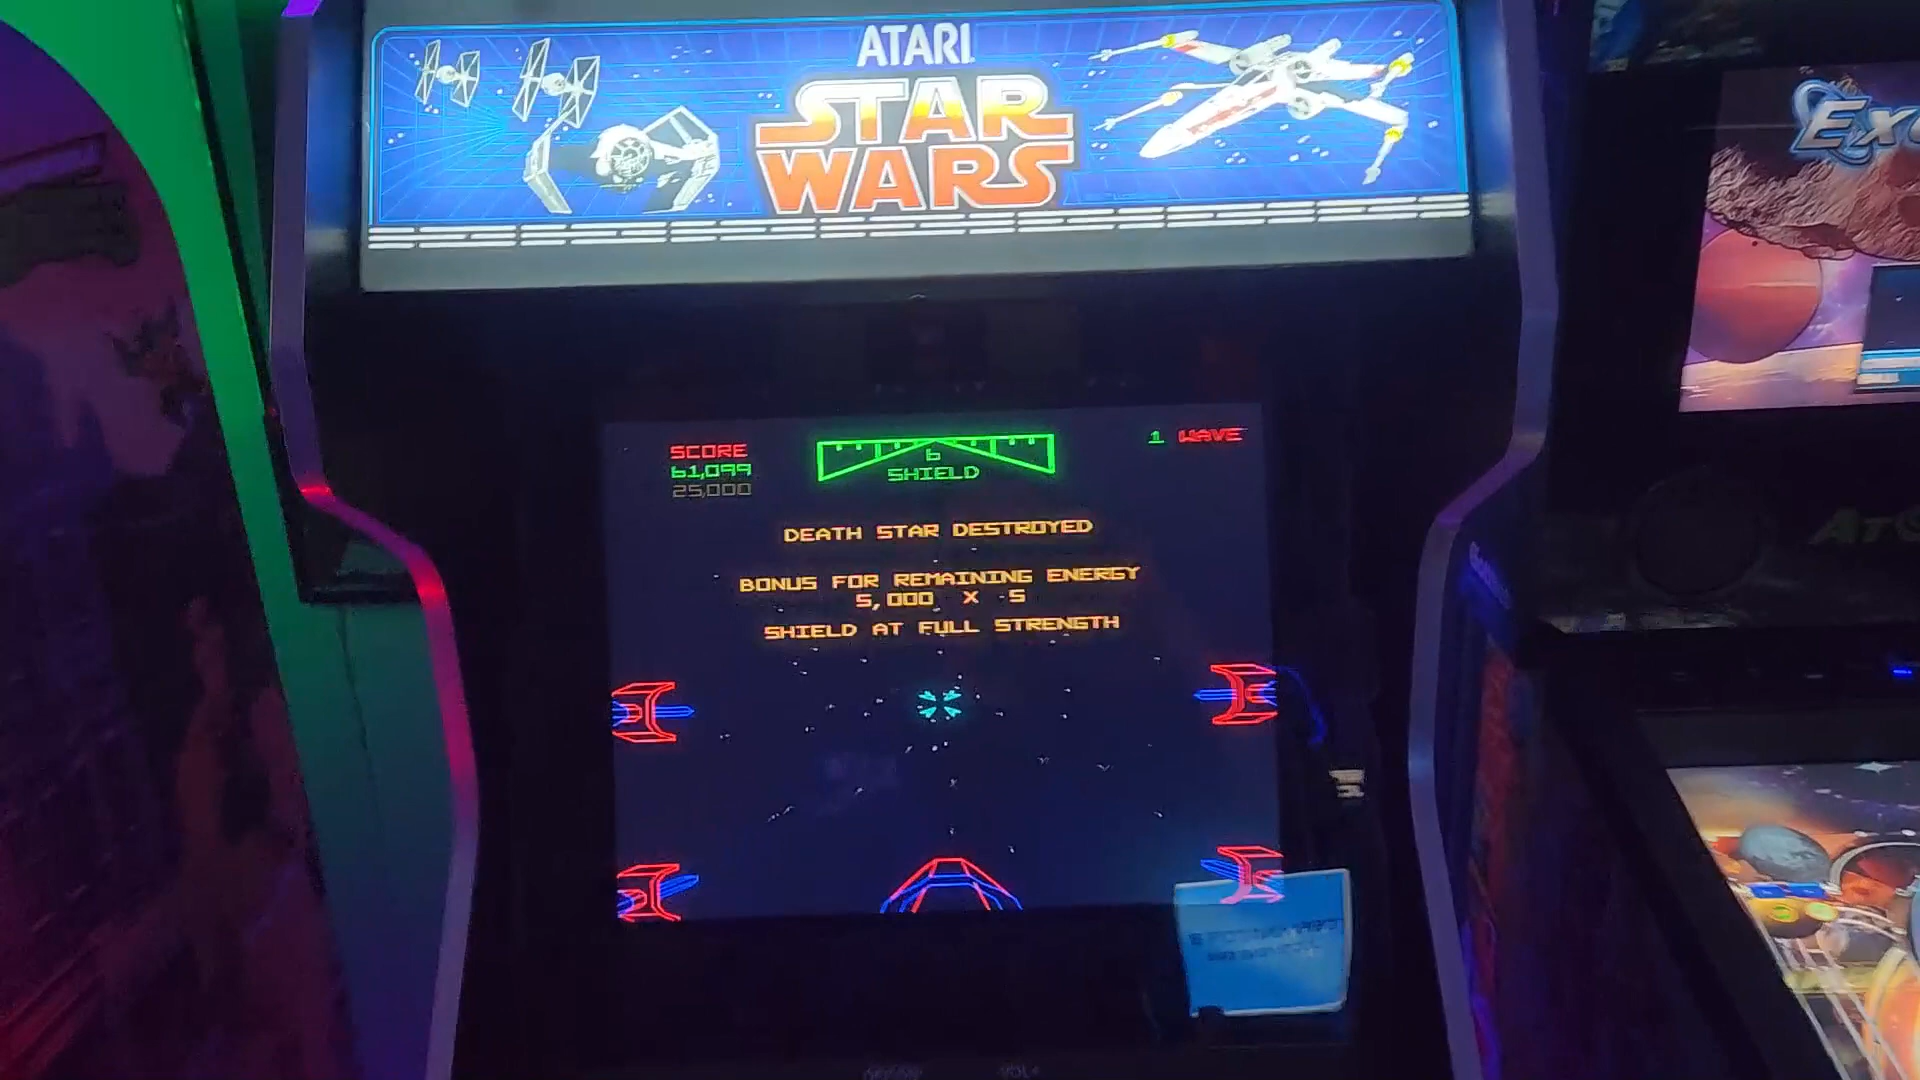 ATARI
STAR
WARS
Ex
SCORE
61,099
25,000
6
SHIELD
1 WAVE
DEATH STAR DESTROYED
BONUS FOR REMAINING ENERGY
5,000 X 5
SHIELD AT FULL STRENGTH